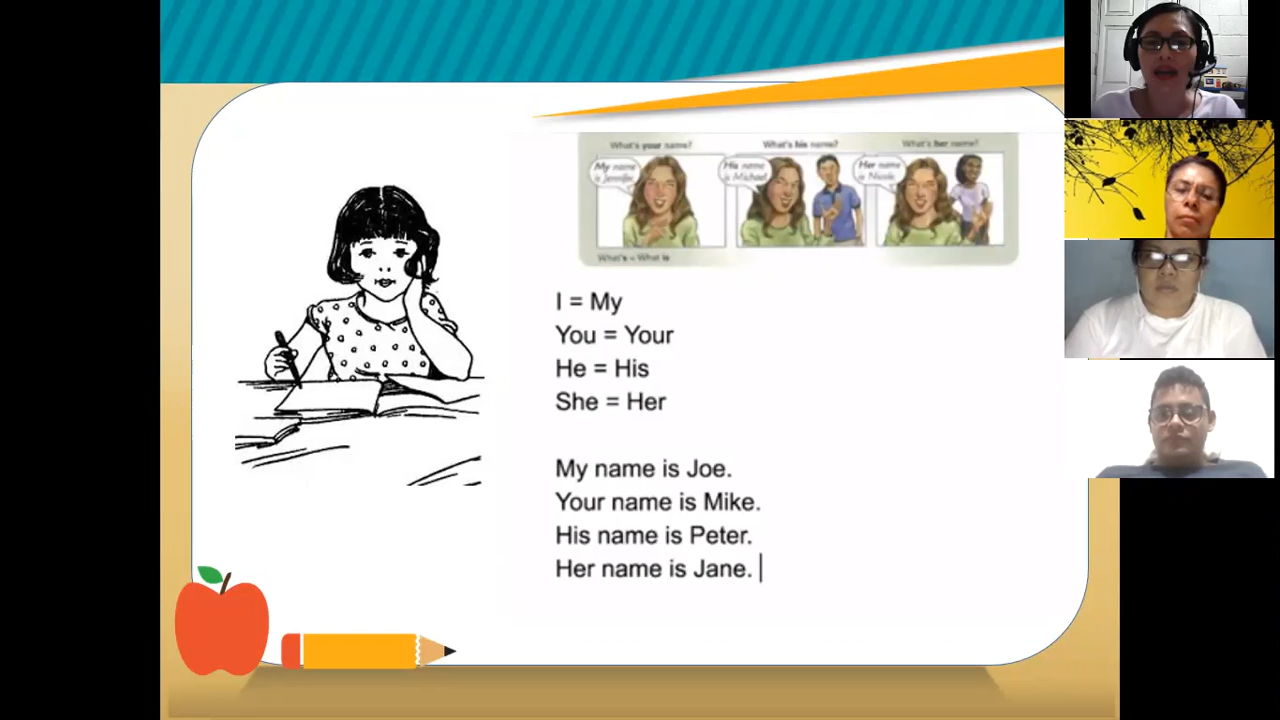 What's your name?
My name
is Jennifer.
What's his name?
His name
is Michael.
What's her name?
Her name
is Nicole.
What's = What is
I = My
You = Your
He = His
She = Her
My name is Joe.
Your name is Mike.
His name is Peter.
Her name is Jane.